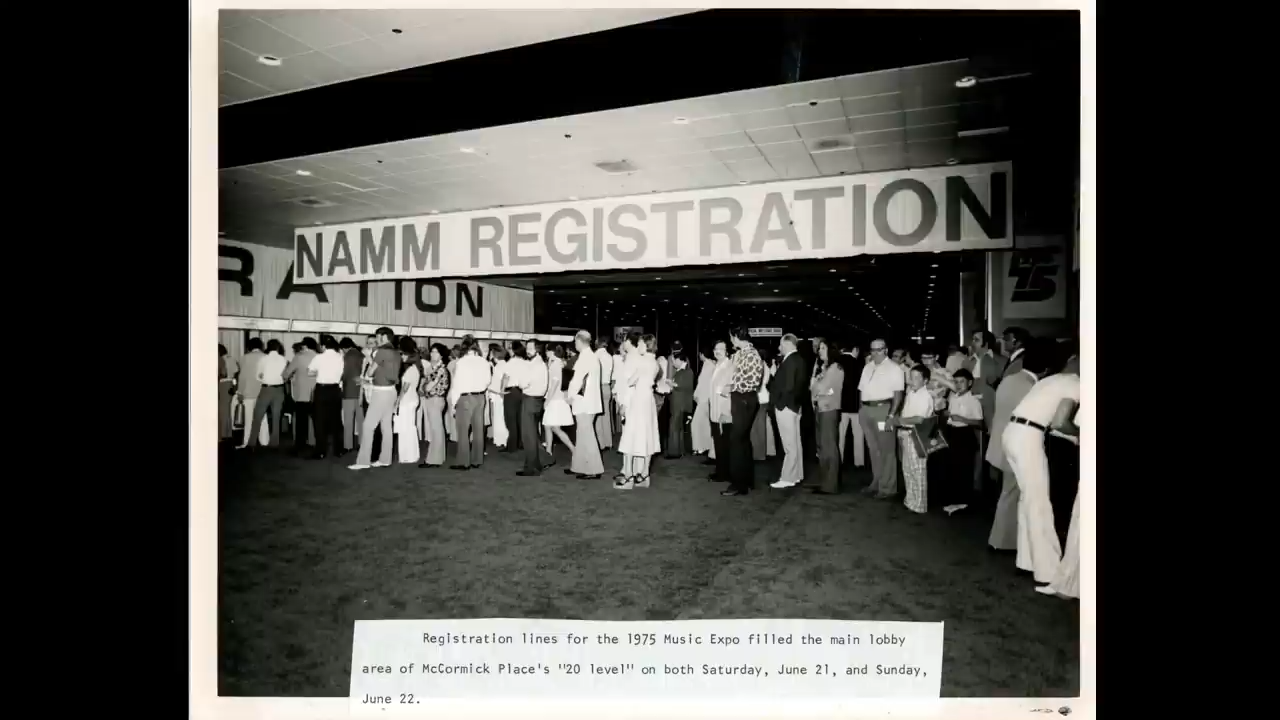 NAMM REGISTRATION
RATION
75
Registration lines for the 1975 Music Expo filled the main lobby
area of McCormick Place's "20 level" on both Saturday, June 21, and Sunday,
June 22.